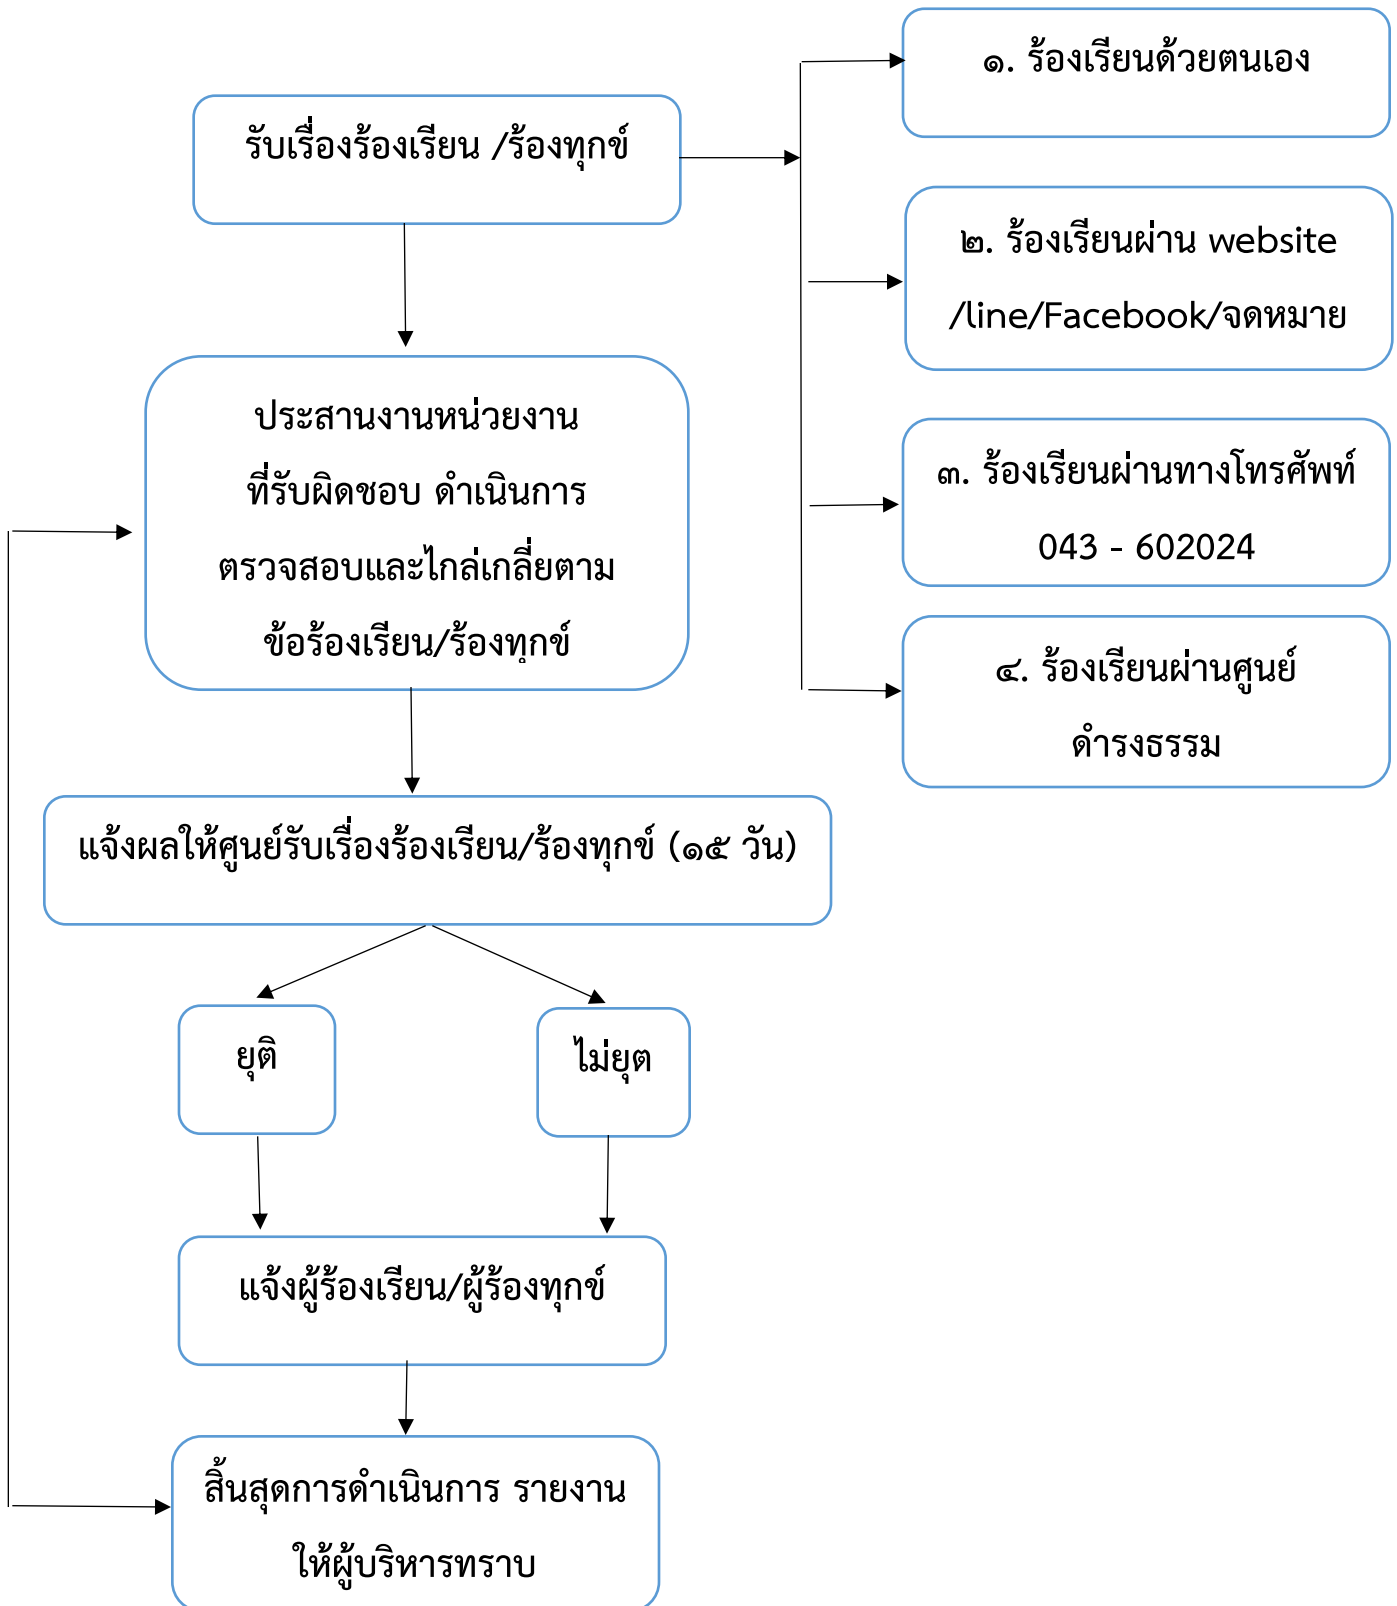 รับเรื่องร้องเรียน /ร้องทุกข์
๑. ร้องเรียนด้วยตนเอง
๒. ร้องเรียนผ่าน website
/line/Facebook/จดหมาย
๓. ร้องเรียนผ่านทางโทรศัพท์
043 - 602024
๔. ร้องเรียนผ่านศูนย์
ดำรงธรรม
ประสานงานหน่วยงาน
ที่รับผิดชอบ ดำเนินการ
ตรวจสอบและไกล่เกลี่ยตาม
ข้อร้องเรียน/ร้องทุกข์
แจ้งผลให้ศูนย์รับเรื่องร้องเรียน/ร้องทุกข์ (๑๕ วัน)
ยุติ
ไม่ยุต
แจ้งผู้ร้องเรียน/ผู้ร้องทุกข์
สิ้นสุดการดำเนินการ รายงาน
ให้ผู้บริหารทราบ